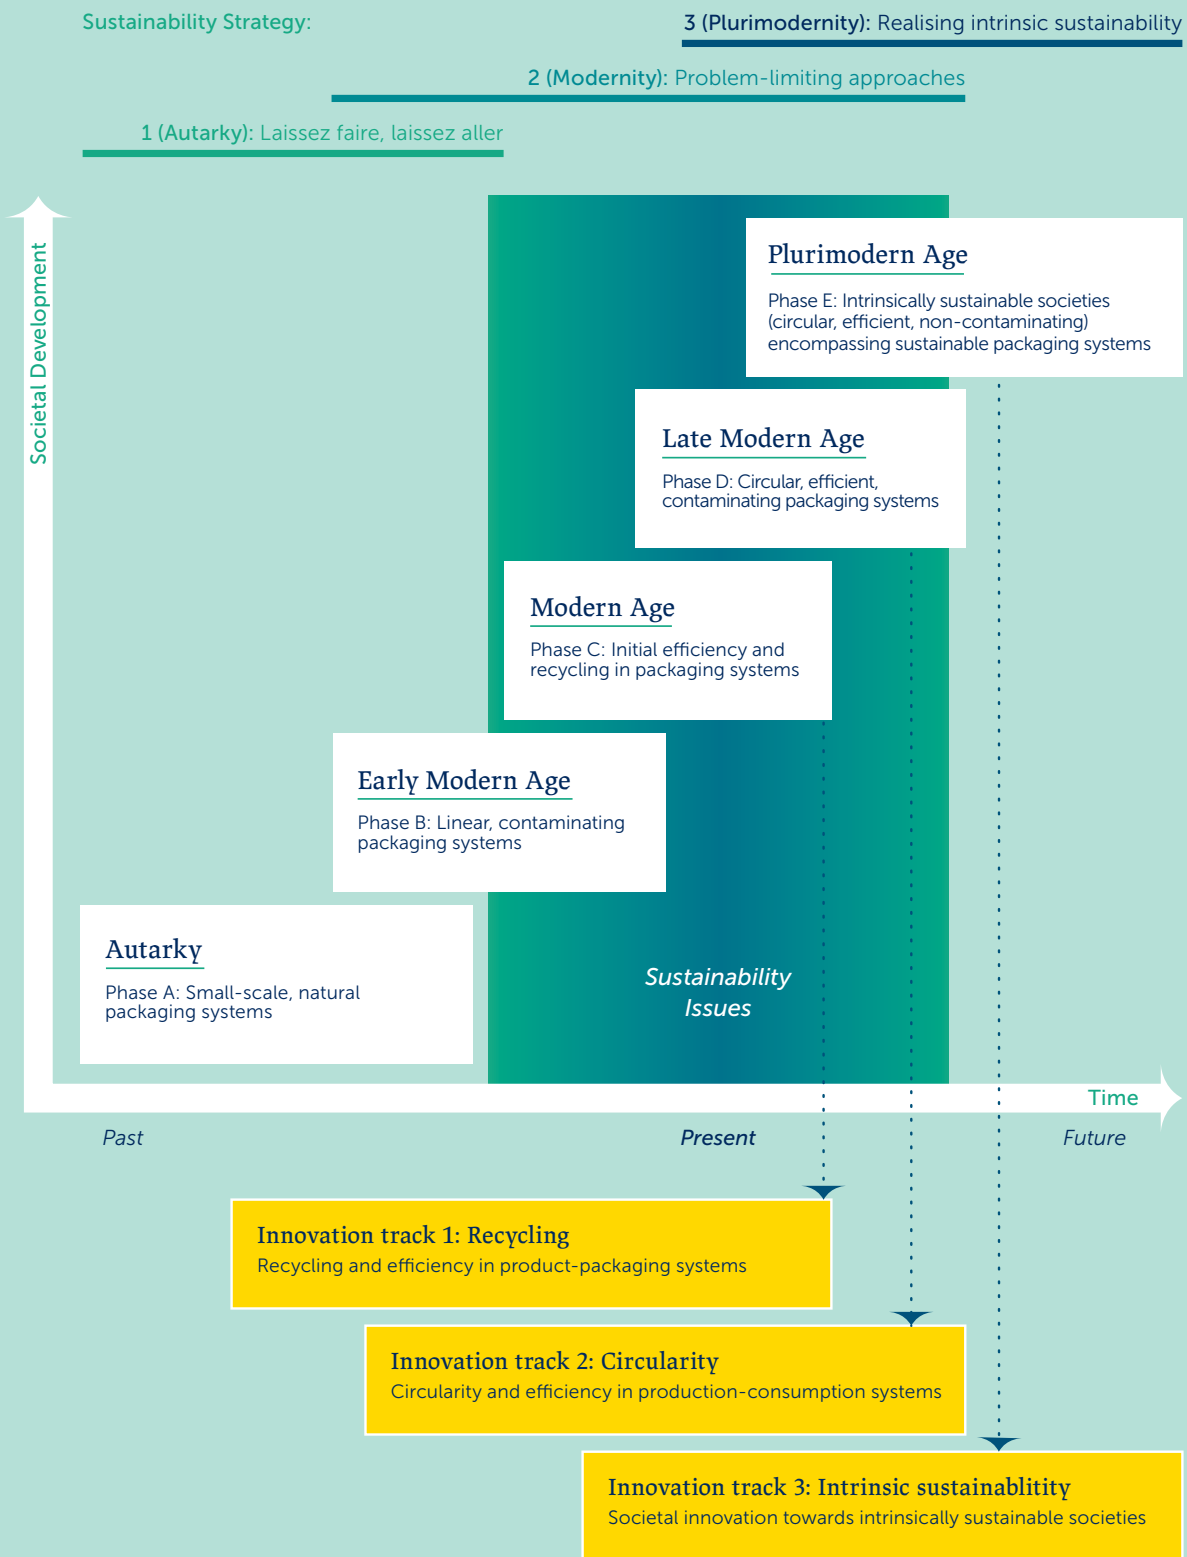 Sustainability Strategy:
3 (Plurimodernity): Realising intrinsic sustainability
2 (Modernity): Problem-limiting approaches
1 (Autarky): Laissez faire, laissez aller
Societal Development
Plurimodern Age
Phase E: Intrinsically sustainable societies
(circular, efficient, non-contaminating)
encompassing sustainable packaging systems
Late Modern Age
Phase D: Circular, efficient,
contaminating packaging systems
Modern Age
Phase C: Initial efficiency and
recycling in packaging systems
Early Modern Age
Phase B: Linear, contaminating
packaging systems
Autarky
Phase A: Small-scale, natural
packaging systems
Sustainability
Issues
Time
Past
Present
Future
Innovation track 1: Recycling
Recycling and efficiency in product-packaging systems
Innovation track 2: Circularity
Circularity and efficiency in production-consumption systems
Innovation track 3: Intrinsic sustainablitity
Societal innovation towards intrinsically sustainable societies